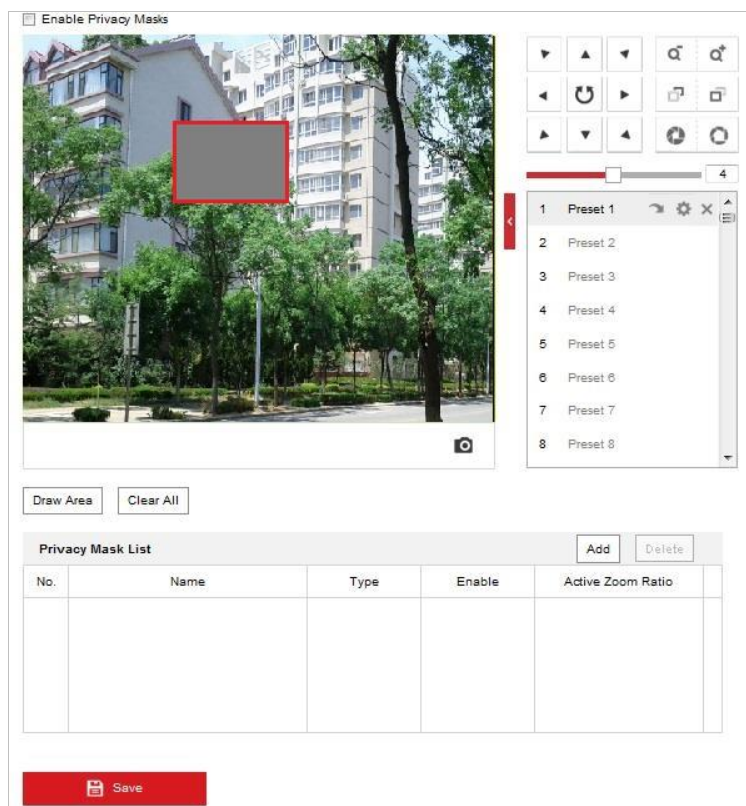 Enable Privacy Masks
4
1 Preset 1
2 Preset 2
3 Preset 3
4 Preset 4
5 Preset 5
6 Preset 6
7 Preset 7
8 Preset 8
Draw Area Clear All
Privacy Mask List Add Delete
No. Name Type Enable Active Zoom Ratio
Save